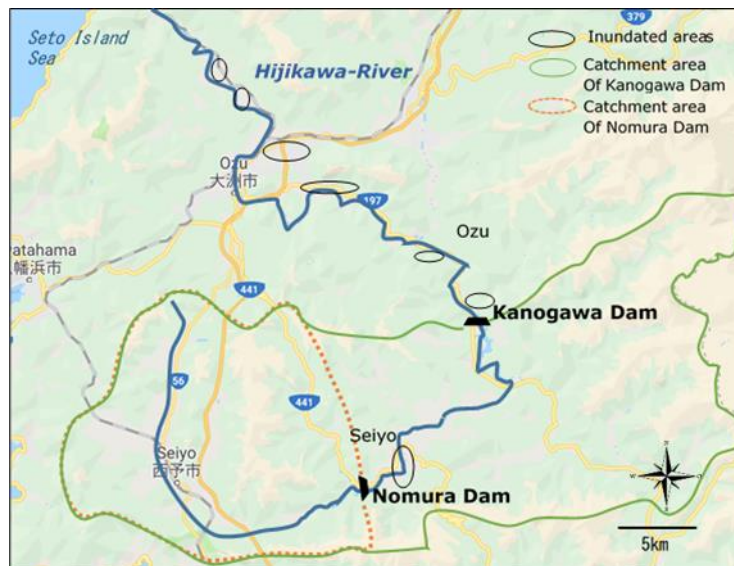 Seto Island
Sea
Hijikawa-River
379
Inundated areas
Catchment area
Of Kanogawa Dam
Catchment area
Of Nomura Dam
Ozu
大洲市
197
Ozu
watahama
八幡浜市
441
Kanogawa Dam
56
441
Seiyo
Seiyo
西予市
Nomura Dam
N
W
E
S
5km